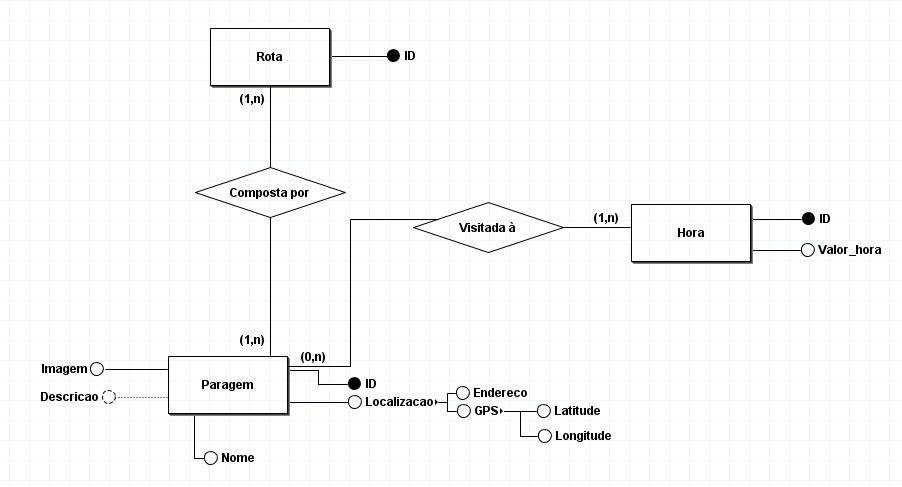 Rota
ID
(1,n)
Composta por
Visitada à
(1,n)
Hora
ID
Valor_hora
(1,n)
(0,n)
Imagem
Paragem
ID
Descricao
Localizacao
Endereco
GPS
Latitude
Longitude
Nome